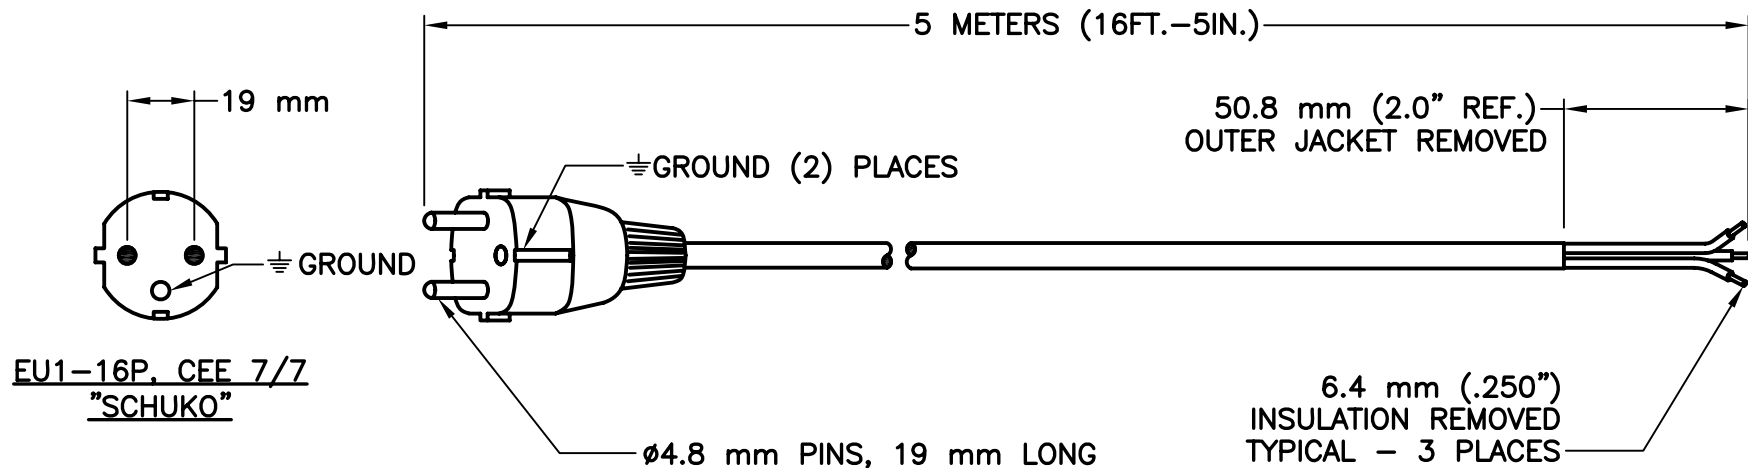 5 METERS (16FT.-5IN.)
19 mm
50.8 mm (2.0" REF.)
OUTER JACKET REMOVED
GROUND (2) PLACES
GROUND
EU1-16P, CEE 7/7
"SCHUKO"
6.4 mm (.250")
INSULATION REMOVED
TYPICAL - 3 PLACES
ø4.8 mm PINS, 19 mm LONG